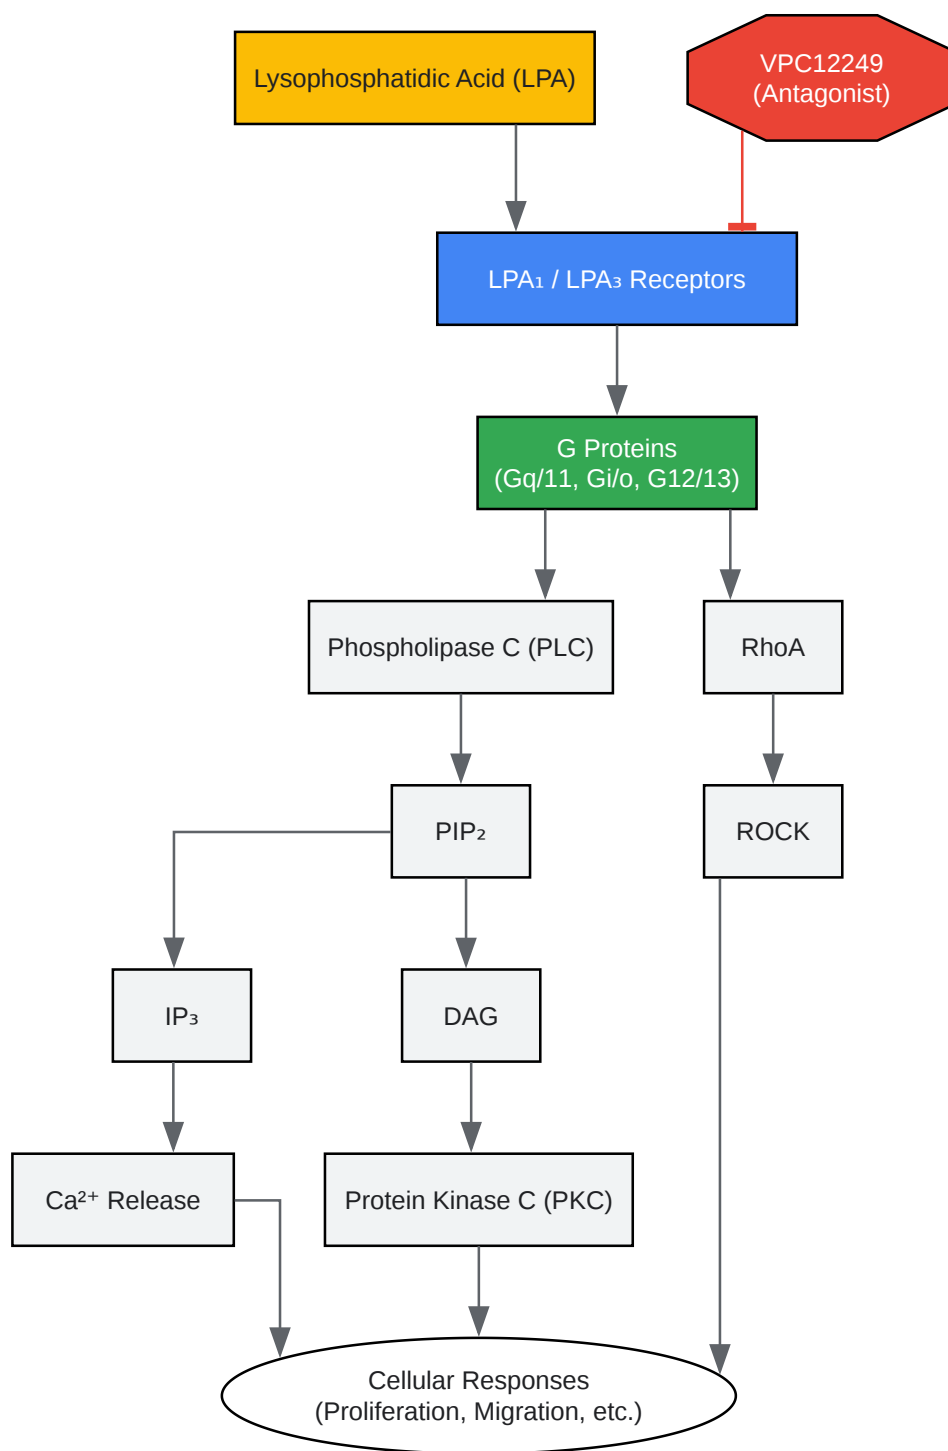 Lysophosphatidic Acid (LPA)
VPC12249
(Antagonist)
LPA₁ / LPA₃ Receptors
G Proteins
(Gq/11, Gi/o, G12/13)
Phospholipase C (PLC)
RhoA
PIP₂
ROCK
IP₃
DAG
Ca²⁺ Release
Protein Kinase C (PKC)
Cellular Responses
(Proliferation, Migration, etc.)